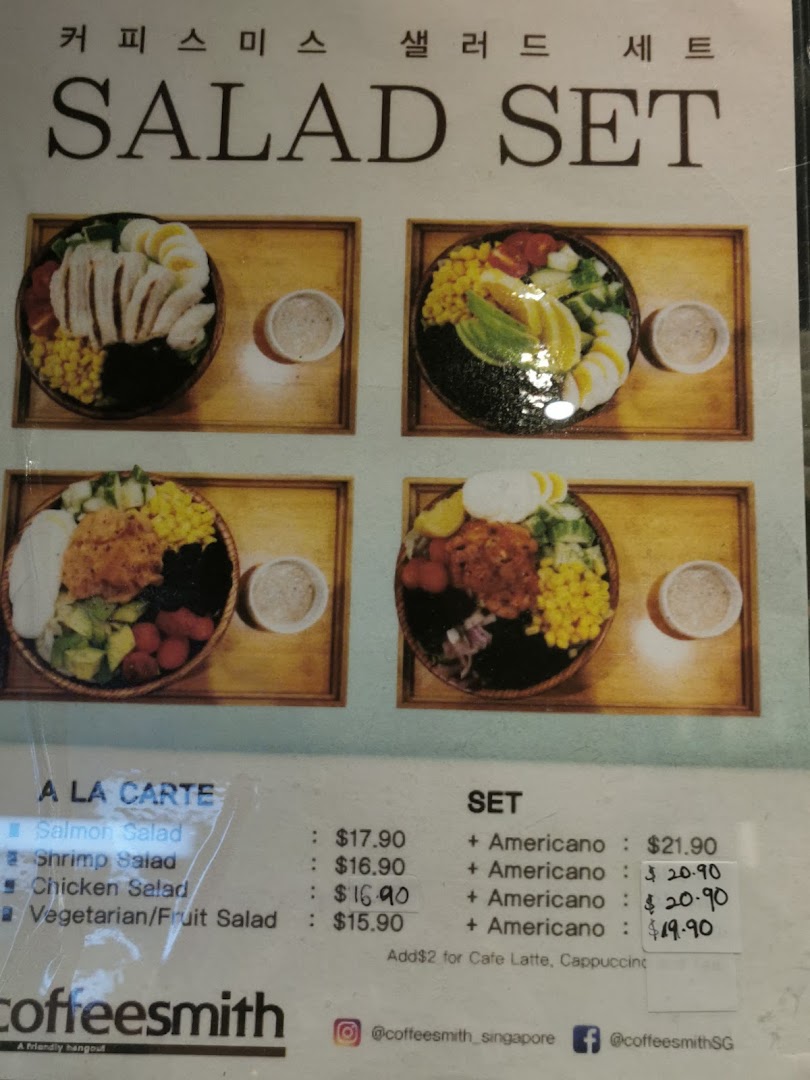 커피스미스 샐러드 세트
SALAD SET
A LA CARTE
Salmon Salad : $17.90
Shrimp Salad : $16.90
Chicken Salad : $16.90
Vegetarian/Fruit Salad : $15.90
SET
+ Americano : $21.90
+ Americano : $20.90
+ Americano : $20.90
+ Americano : $19.90
Add$2 for Cafe Latte, Cappuccino
coffeesmith
A friendly hangout
@coffeesmith_singapore @coffeesmithSG